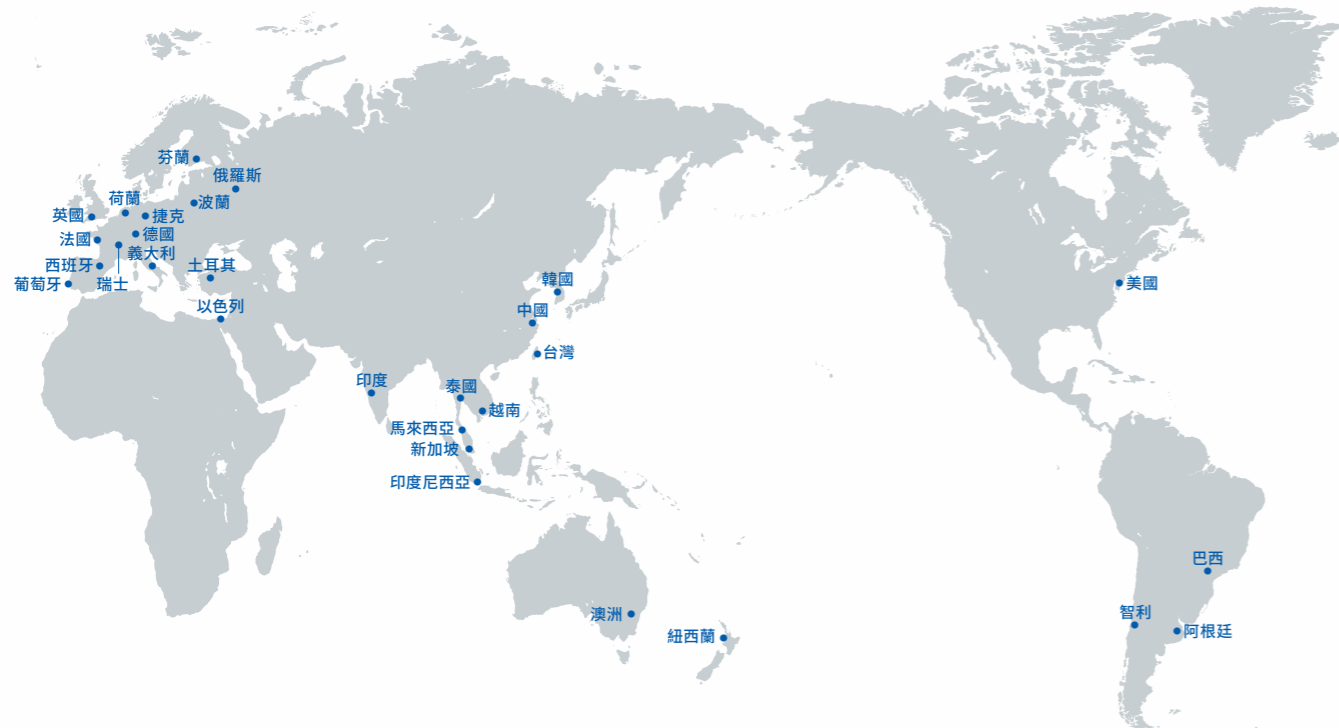 芬蘭
俄羅斯
荷蘭
波蘭
英國
捷克
法國
德國
義大利
西班牙
土耳其
葡萄牙
瑞士
韓國
美國
以色列
中國
台灣
印度
泰國
越南
馬來西亞
新加坡
印度尼西亞
巴西
澳洲
智利
紐西蘭
阿根廷